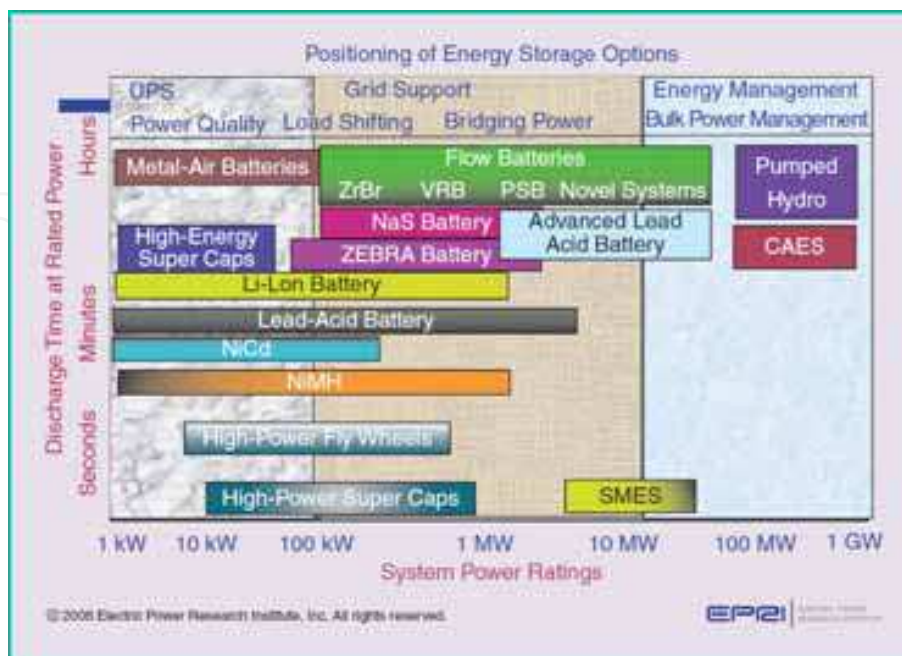 Positioning of Energy Storage Options
UPS
Grid Support
Energy Management
Power Quality
Load Shifting
Bridging Power
Bulk Power Management
Discharge Time at Rated Power
Hours
Minutes
Seconds
Metal-Air Batteries
Flow Batteries
ZrBr VRB PSB Novel Systems
Pumped
Hydro
NaS Battery
Advanced Lead
Acid Battery
High-Energy
Super Caps
ZEBRA Battery
CAES
Li-Lon Battery
Lead-Acid Battery
NiCd
NiMH
High-Power Fly Wheels
High-Power Super Caps
SMES
1 kW 10 kW 100 kW 1 MW 10 MW 100 MW 1 GW
System Power Ratings
Electric Power Research Institute, Inc. All rights reserved.
EPRI